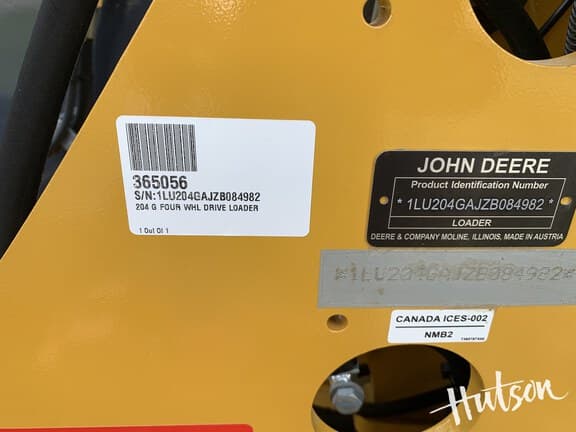 365056
S/N:1LU204GAJZB084982
204 G FOUR WHL DRIVE LOADER
1 Out Of 1
JOHN DEERE
Product Identification Number
* 1LU204GAJZB084982 *
LOADER
DEERE & COMPANY MOLINE, ILLINOIS, MADE IN AUSTRIA
*1LU204GAJZB084982*
CANADA ICES-002
NMB2
Hutson